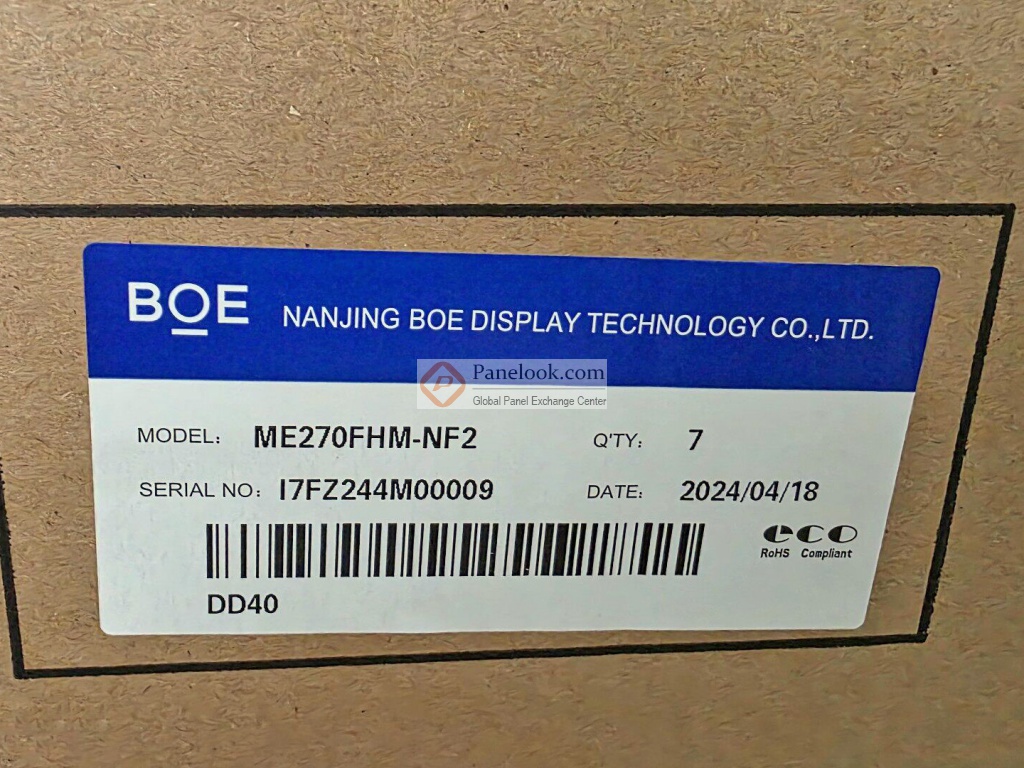 BOE NANJING BOE DISPLAY TECHNOLOGY CO.,LTD.
Panelook.com
Global Panel Exchange Center
MODEL: ME270FHM-NF2 Q'TY: 7
SERIAL NO: I7FZ244M00009 DATE: 2024/04/18
eco
RoHS Compliant
DD40